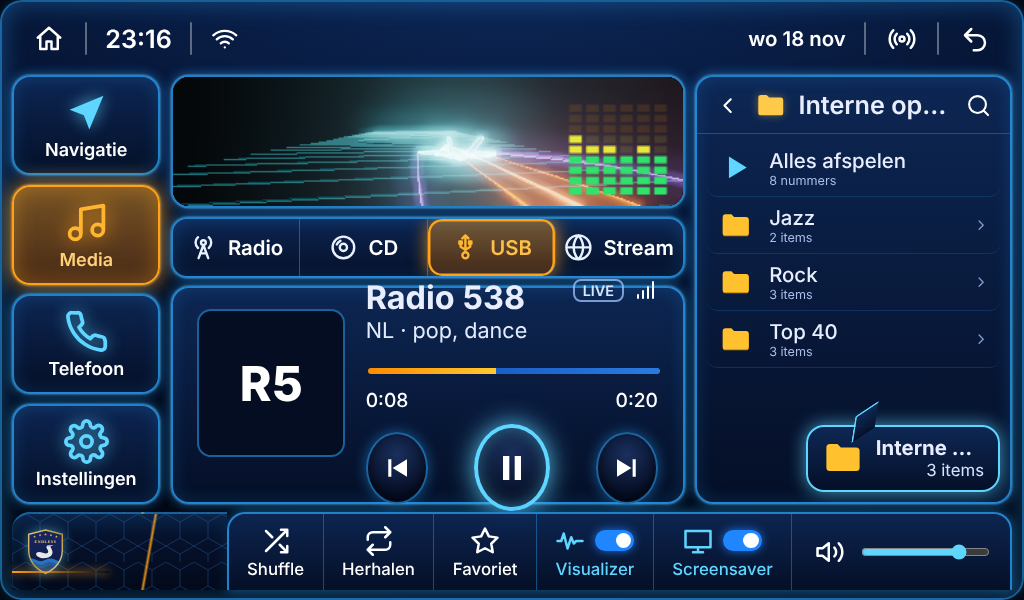 23:16
wo 18 nov
Navigatie
Media
Telefoon
Instellingen
Radio
CD
USB
Stream
Radio 538
LIVE
NL · pop, dance
R5
0:08
0:20
Interne op...
Alles afspelen
8 nummers
Jazz
2 items
Rock
3 items
Top 40
3 items
Interne ...
3 items
ENDLESS
Shuffle
Herhalen
Favoriet
Visualizer
Screensaver